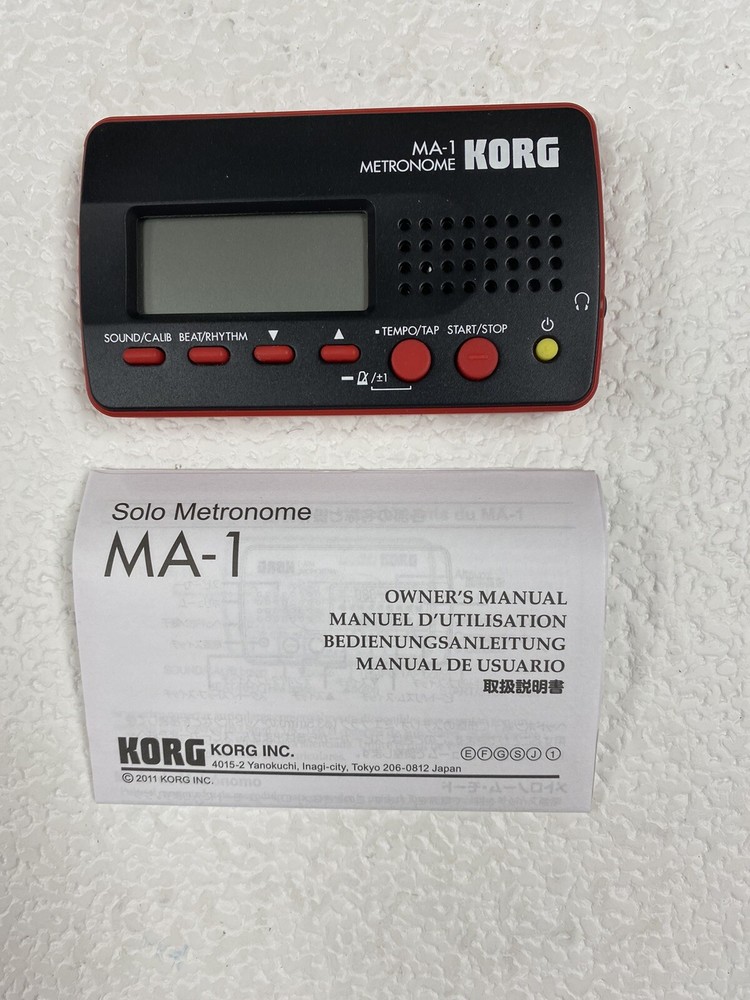 MA-1
METRONOME KORG
SOUND/CALIB BEAT/RHYTHM ▼ ▲ TEMPO/TAP START/STOP
/±1
Solo Metronome
MA-1
OWNER'S MANUAL
MANUEL D'UTILISATION
BEDIENUNGSANLEITUNG
MANUAL DE USUARIO
取扱説明書
KORG KORG INC.
4015-2 Yanokuchi, Inagi-city, Tokyo 206-0812 Japan
Ⓔ Ⓕ Ⓖ Ⓢ Ⓙ ①
© 2011 KORG INC.